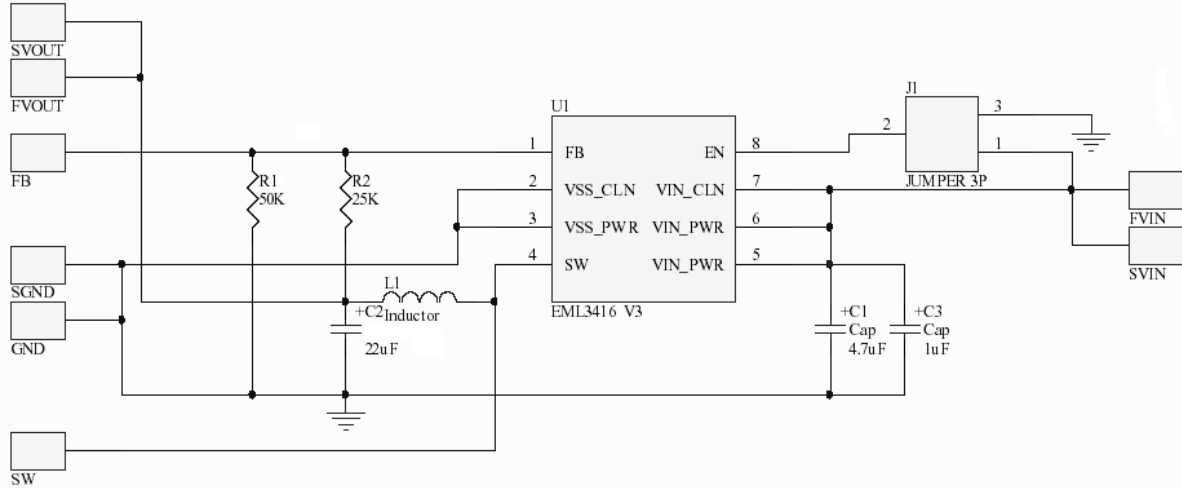 SVOUT
FVOUT
FB
SGND
GND
SW
R1
50K
R2
25K
L1
Inductor
+C2
22uF
U1
1 FB EN 8
2 VSS_CLN VIN_CLN 7
3 VSS_PWR VIN_PWR 6
4 SW VIN_PWR 5
EML3416 V3
J1
2 3
1
JUMPER 3P
FVIN
SVIN
+C1
Cap
4.7uF
+C3
Cap
1uF